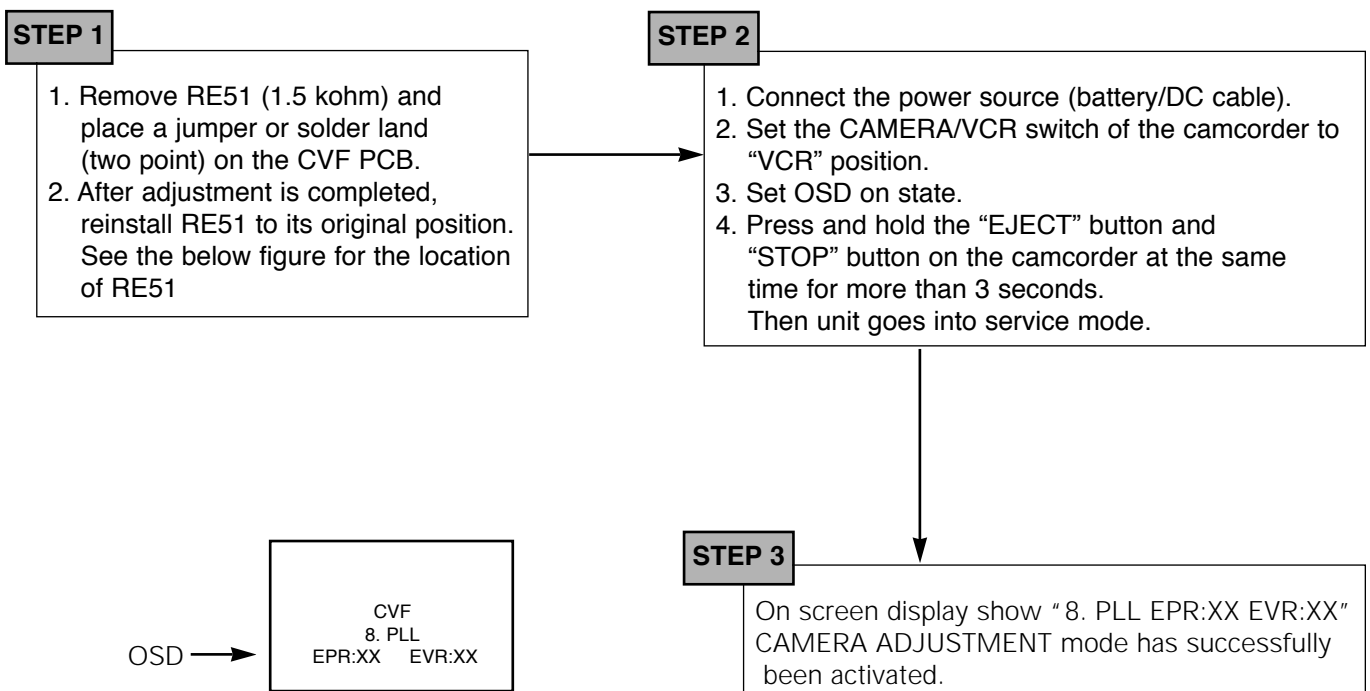 STEP 1
1. Remove RE51 (1.5 kohm) and
place a jumper or solder land
(two point) on the CVF PCB.
2. After adjustment is completed,
reinstall RE51 to its original position.
See the below figure for the location
of RE51
STEP 2
1. Connect the power source (battery/DC cable).
2. Set the CAMERA/VCR switch of the camcorder to
“VCR” position.
3. Set OSD on state.
4. Press and hold the “EJECT” button and
“STOP” button on the camcorder at the same
time for more than 3 seconds.
Then unit goes into service mode.
OSD
CVF
8. PLL
EPR:XX EVR:XX
STEP 3
On screen display show “8. PLL EPR:XX EVR:XX”
CAMERA ADJUSTMENT mode has successfully
been activated.